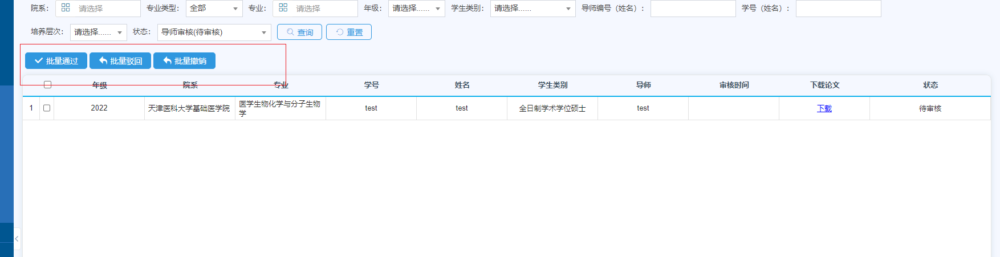 院系： 请选择 专业类型： 全部 专业： 请选择 年级： 请选择...... 学生类别： 请选择...... 导师编号（姓名）： 学号（姓名）：
培养层次： 请选择...... 状态： 导师审核(待审核) 查询 重置
批量通过 批量驳回 批量撤销
年级 院系 专业 学号 姓名 学生类别 导师 审核时间 下载论文 状态
1 2022 天津医科大学基础医学院 医学生物化学与分子生物学 test test 全日制学术学位硕士 test 下载 待审核